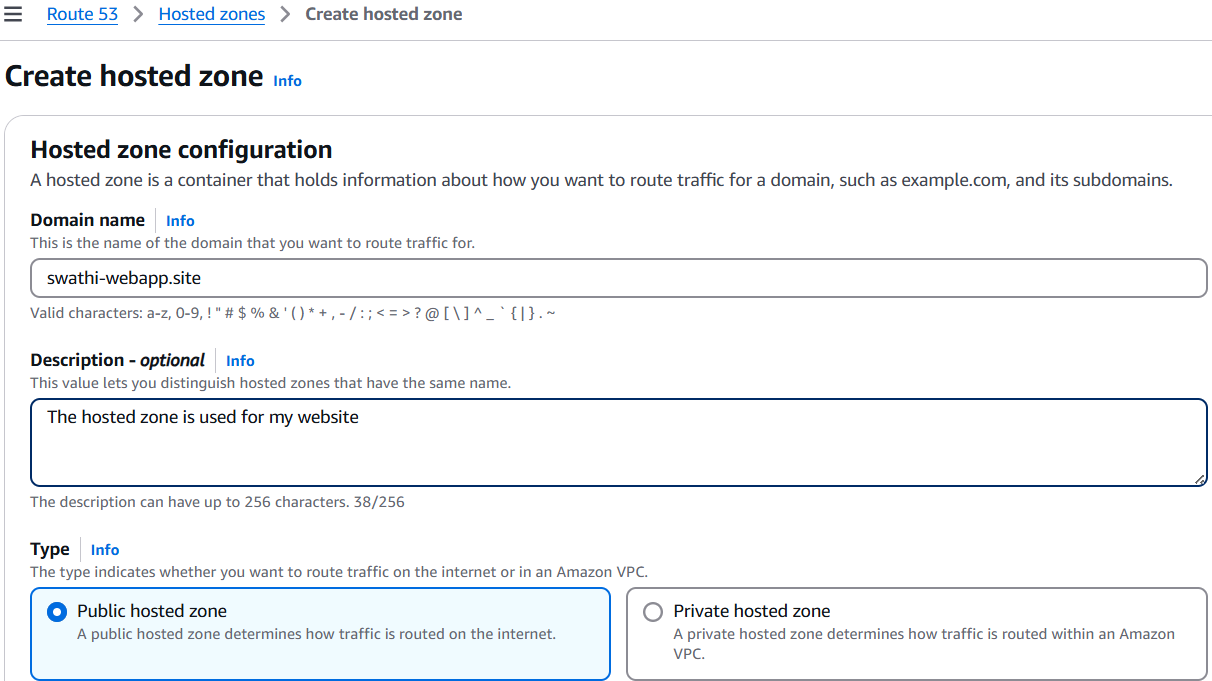 Route 53 > Hosted zones > Create hosted zone
Create hosted zone Info
Hosted zone configuration
A hosted zone is a container that holds information about how you want to route traffic for a domain, such as example.com, and its subdomains.
Domain name Info
This is the name of the domain that you want to route traffic for.
swathi-webapp.site
Valid characters: a-z, 0-9, ! " # $ % & ' ( ) * + , - / : ; < = > ? @ [ \ ] ^ _ ` { | } . ~
Description - optional Info
This value lets you distinguish hosted zones that have the same name.
The hosted zone is used for my website
The description can have up to 256 characters. 38/256
Type Info
The type indicates whether you want to route traffic on the internet or in an Amazon VPC.
Public hosted zone
A public hosted zone determines how traffic is routed on the internet.
Private hosted zone
A private hosted zone determines how traffic is routed within an Amazon
VPC.